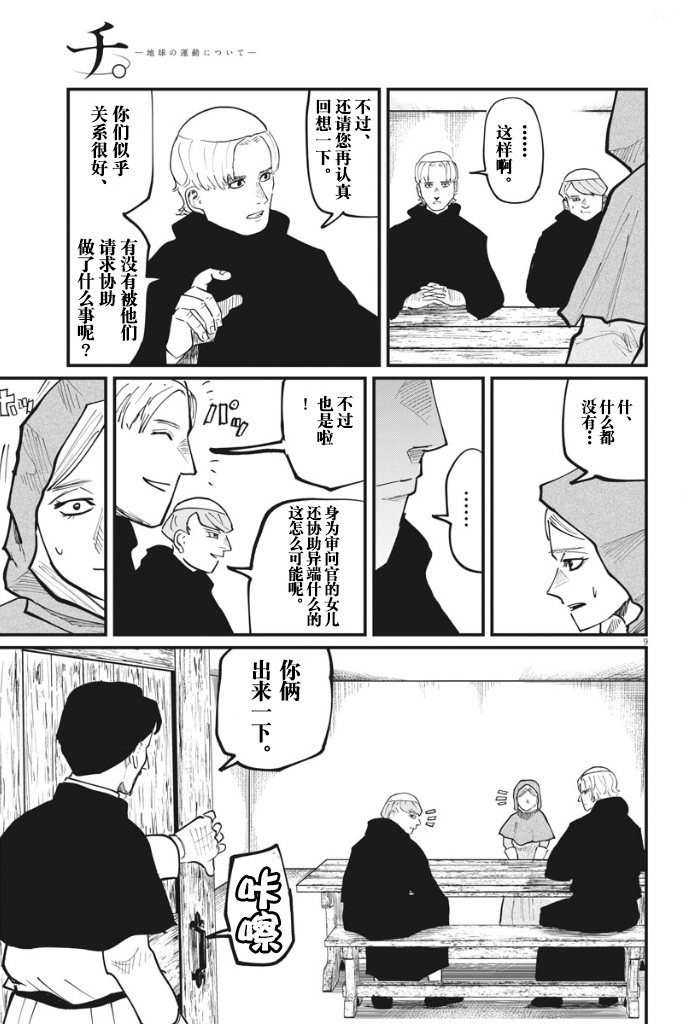 チ。
―地球の運動について―
……
这样啊。
不过、
还请您再认真
回想一下。
你们似乎
关系很好、
有没有被他们
请求协助
做了什么事呢？
什、
什么都
没有…
……
パッ
不过
也是啦
！
身为审问官的女儿
还协助异端什么的
这怎么可能呢。
ホッ
9
你俩
出来一下。
咔嚓